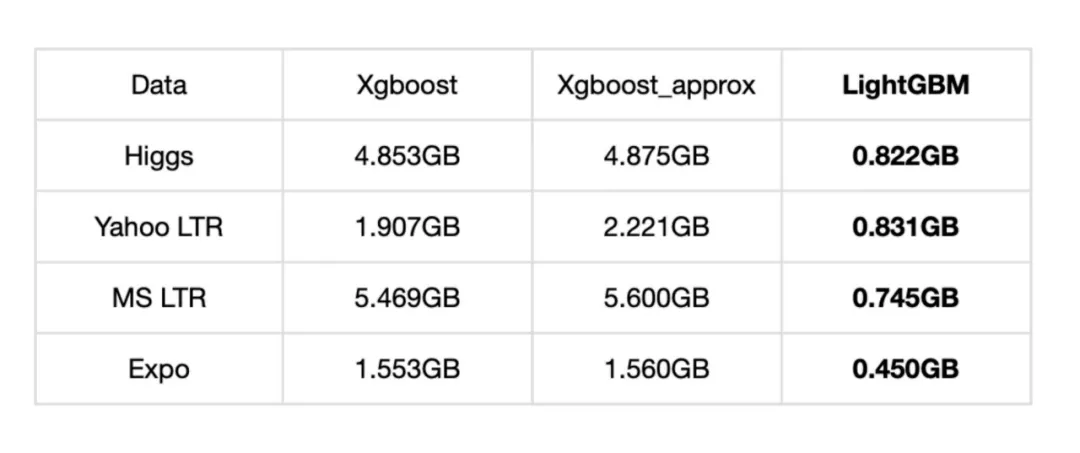 Data Xgboost Xgboost_approx LightGBM
Higgs 4.853GB 4.875GB 0.822GB
Yahoo LTR 1.907GB 2.221GB 0.831GB
MS LTR 5.469GB 5.600GB 0.745GB
Expo 1.553GB 1.560GB 0.450GB